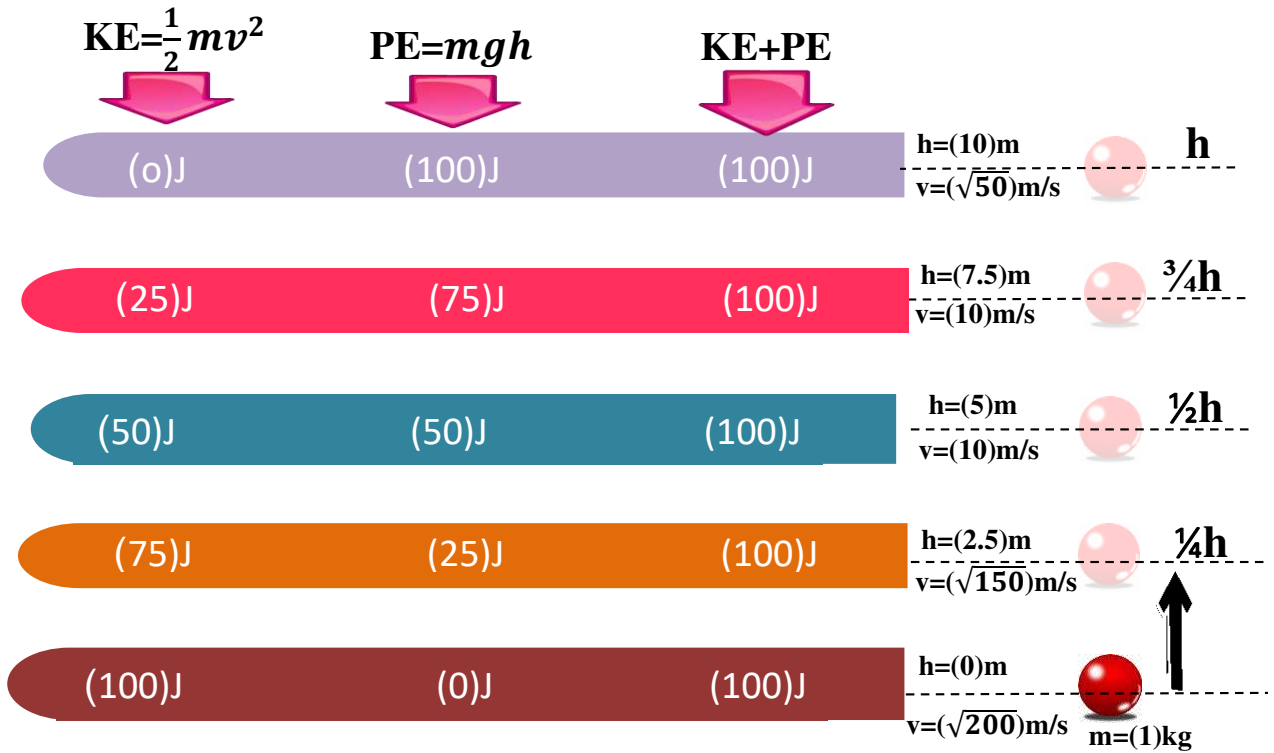 KE=½mv² PE=mgh KE+PE
(o)J (100)J (100)J h=(10)m h
v=(√50)m/s
(25)J (75)J (100)J h=(7.5)m ¾h
v=(10)m/s
(50)J (50)J (100)J h=(5)m ½h
v=(10)m/s
(75)J (25)J (100)J h=(2.5)m ¼h
v=(√150)m/s
(100)J (0)J (100)J h=(0)m
v=(√200)m/s m=(1)kg